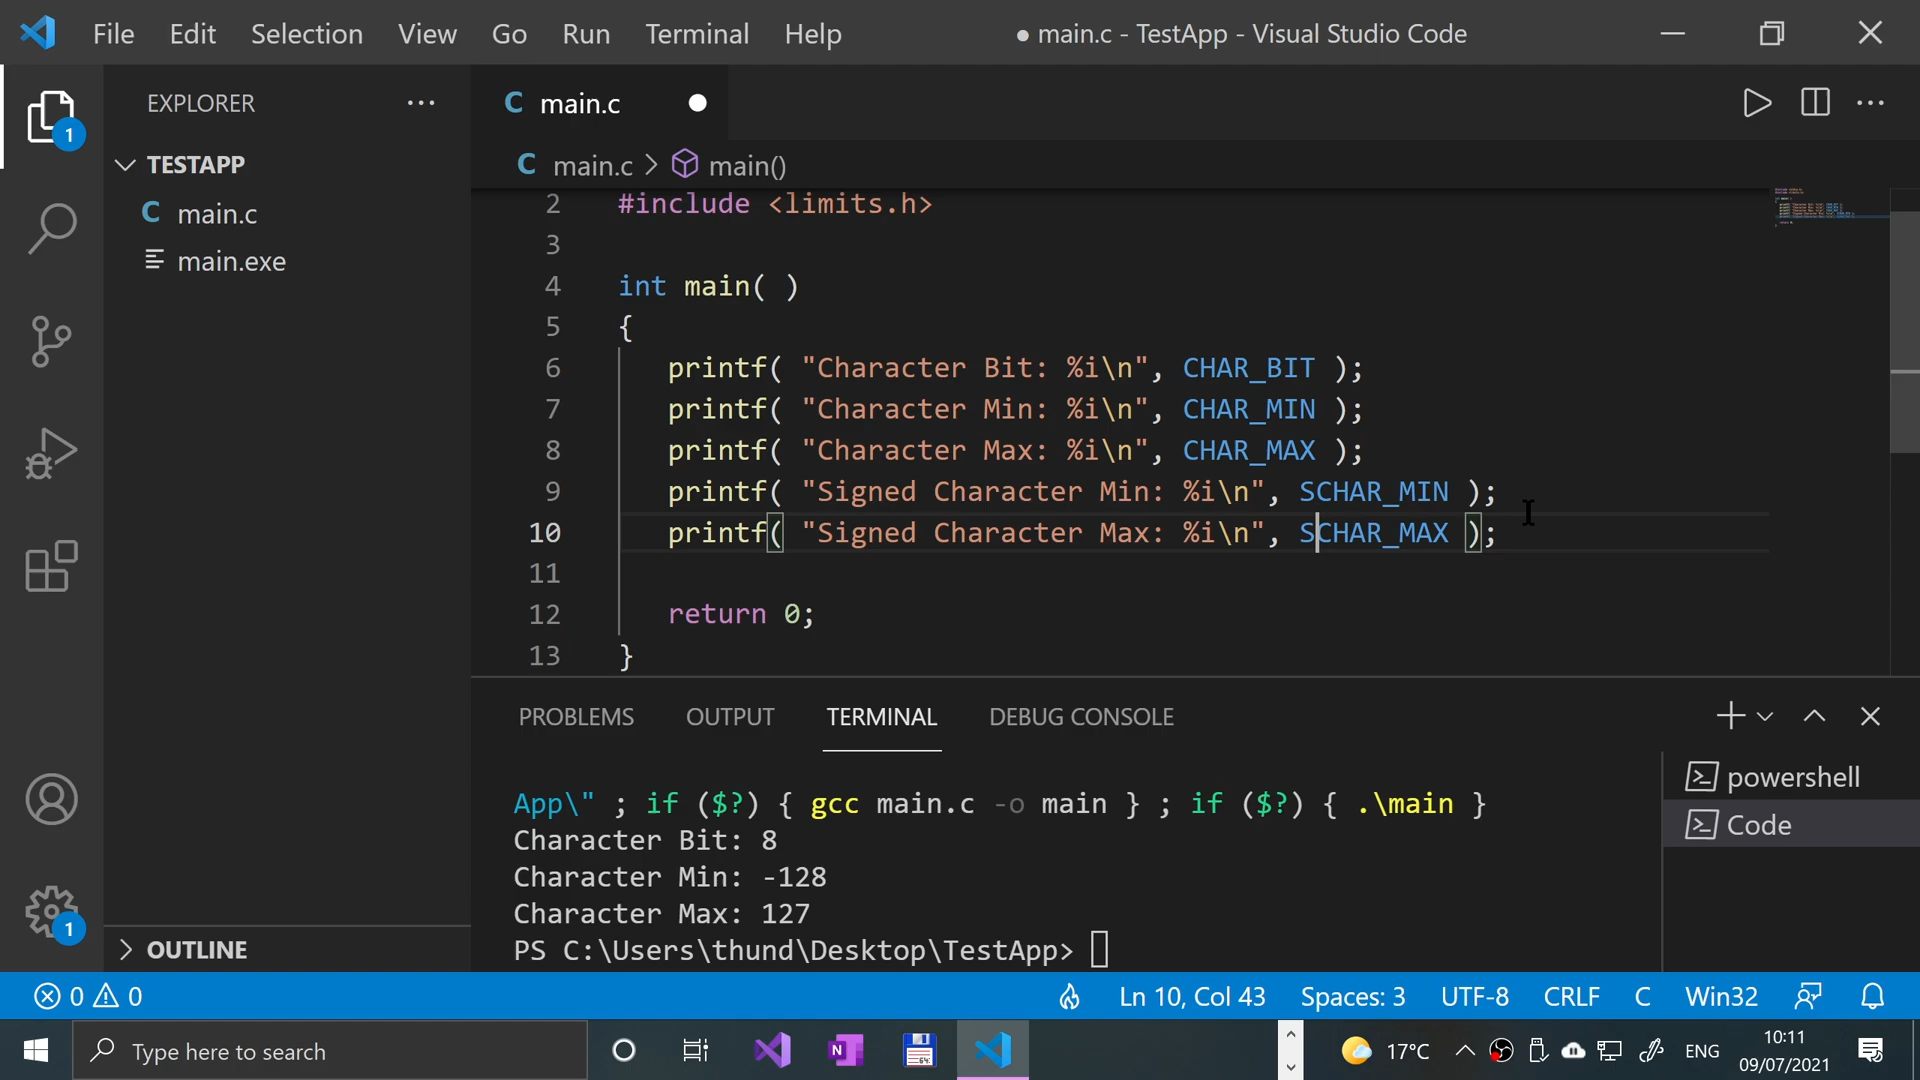 File Edit Selection View Go Run Terminal Help ● main.c - TestApp - Visual Studio Code
EXPLORER ···
C main.c
1
TESTAPP
C main.c > main()
C main.c
main.exe
2 #include <limits.h>
3
4 int main( )
5 {
6 printf( "Character Bit: %i\n", CHAR_BIT );
7 printf( "Character Min: %i\n", CHAR_MIN );
8 printf( "Character Max: %i\n", CHAR_MAX );
9 printf( "Signed Character Min: %i\n", SCHAR_MIN );
10 printf( "Signed Character Max: %i\n", SCHAR_MAX );
11
12 return 0;
13 }
PROBLEMS OUTPUT TERMINAL DEBUG CONSOLE
powershell
Code
App\" ; if ($?) { gcc main.c -o main } ; if ($?) { .\main }
Character Bit: 8
Character Min: -128
Character Max: 127
PS C:\Users\thund\Desktop\TestApp>
1
OUTLINE
0 0 Ln 10, Col 43 Spaces: 3 UTF-8 CRLF C Win32
Type here to search
N
64
17°C
ENG
10:11
09/07/2021